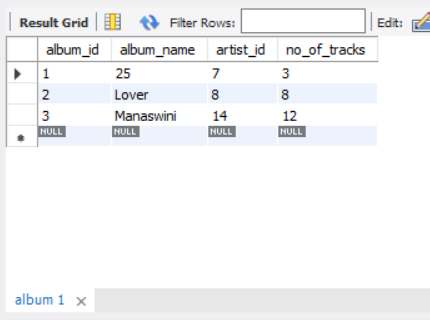 Result Grid Filter Rows: Edit:
album_id album_name artist_id no_of_tracks
1 25 7 3
2 Lover 8 8
3 Manaswini 14 12
NULL NULL NULL NULL
album 1